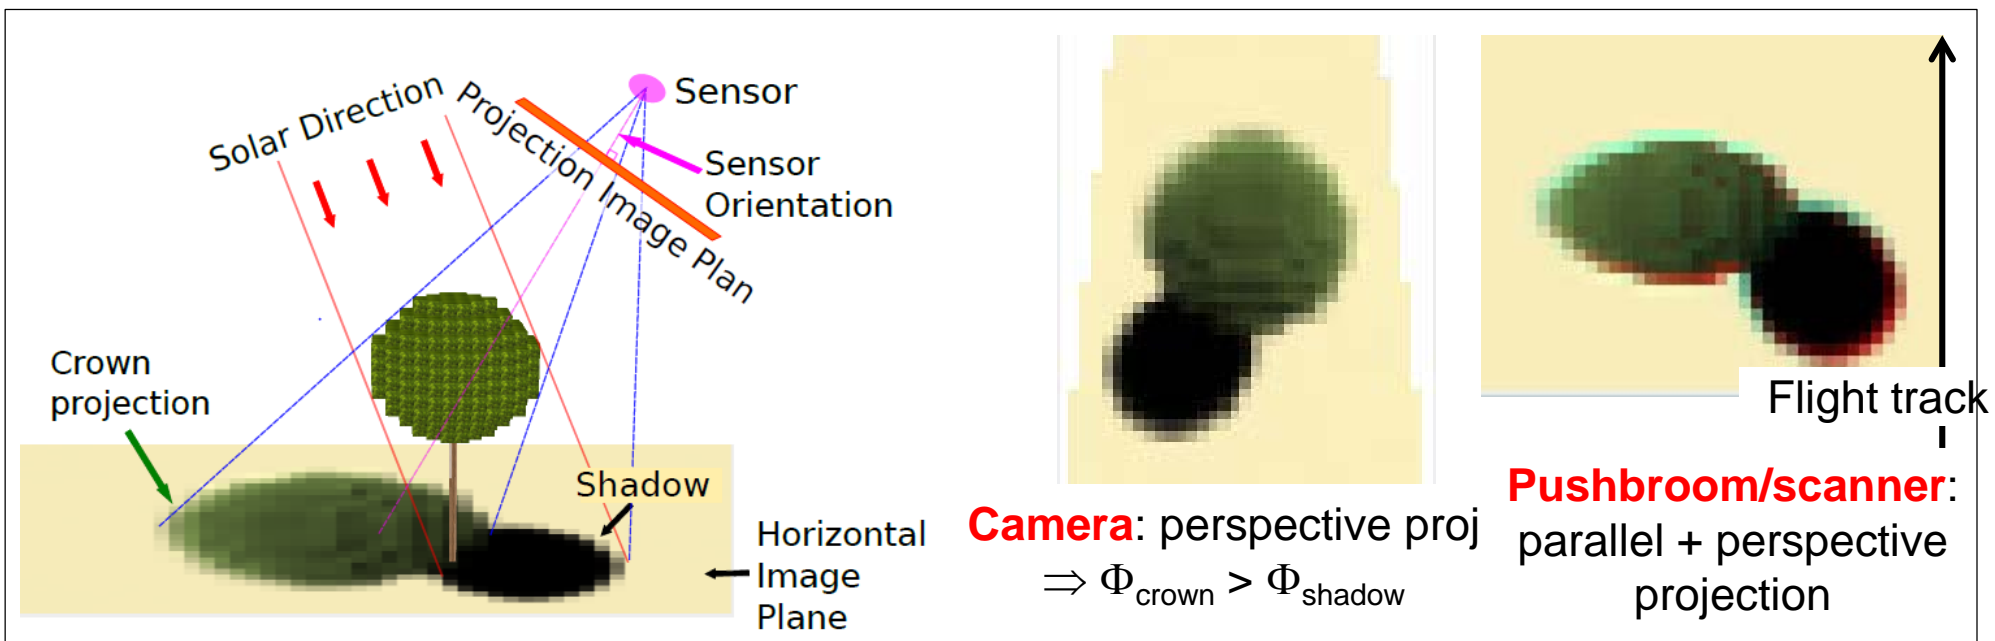 Solar Direction
Projection Image Plan
Sensor
Sensor
Orientation
Crown
projection
Shadow
Horizontal
Image
Plane
Camera: perspective proj
⇒ Φcrown > Φshadow
Flight track
Pushbroom/scanner:
parallel + perspective
projection